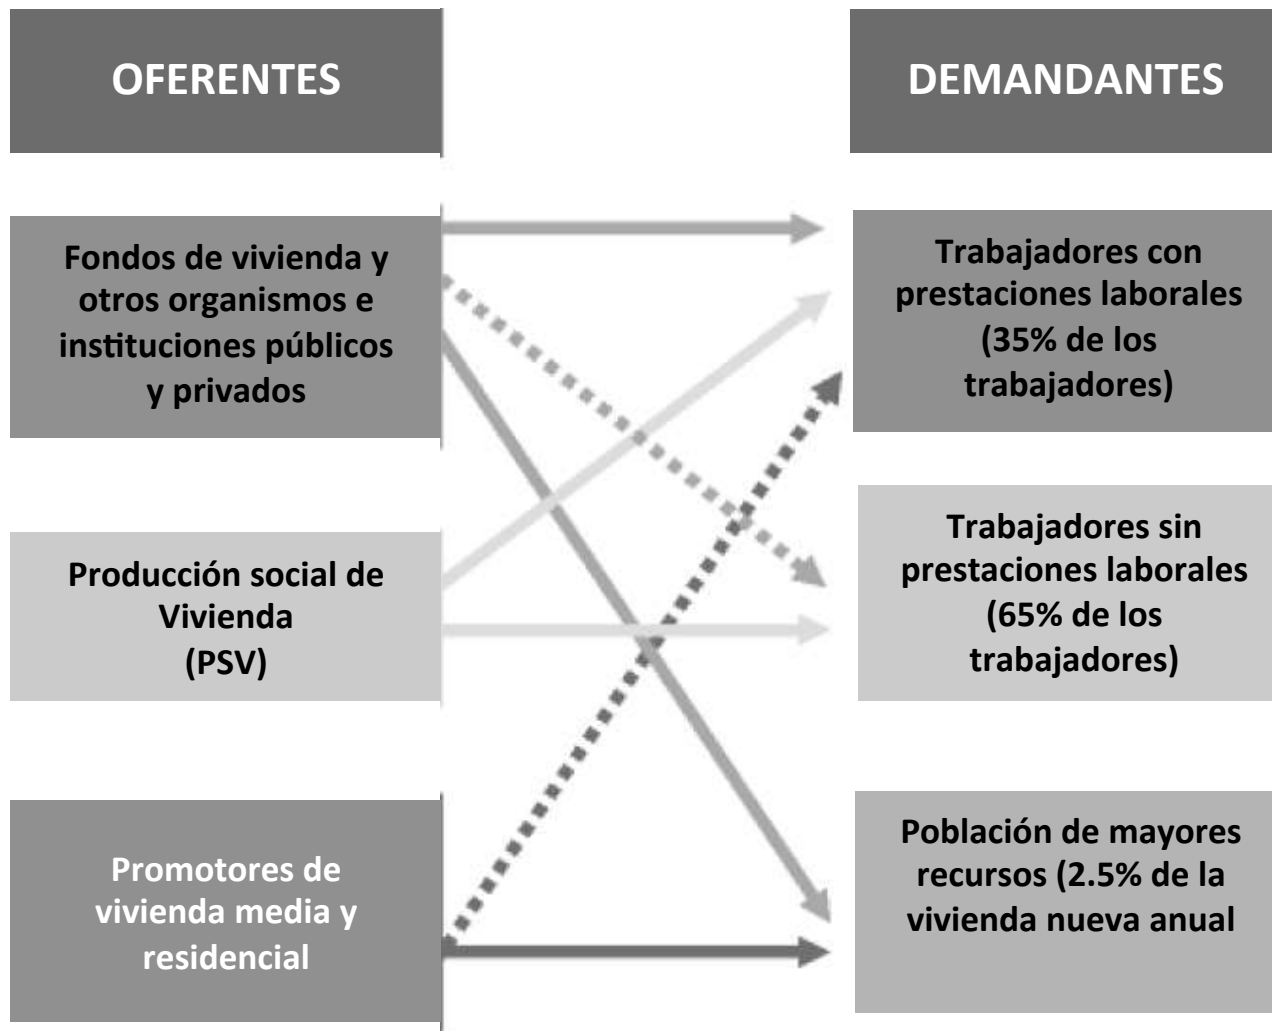 OFERENTES
DEMANDANTES
Fondos de vivienda y
otros organismos e
instituciones públicos
y privados
Trabajadores con
prestaciones laborales
(35% de los
trabajadores)
Producción social de
Vivienda
(PSV)
Trabajadores sin
prestaciones laborales
(65% de los
trabajadores)
Promotores de
vivienda media y
residencial
Población de mayores
recursos (2.5% de la
vivienda nueva anual